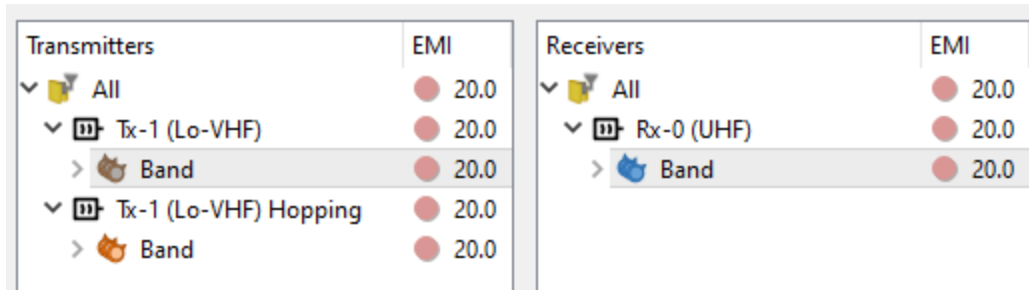 Transmitters EMI
All 20.0
Tx-1 (Lo-VHF) 20.0
Band 20.0
Tx-1 (Lo-VHF) Hopping 20.0
Band 20.0
Receivers EMI
All 20.0
Rx-0 (UHF) 20.0
Band 20.0